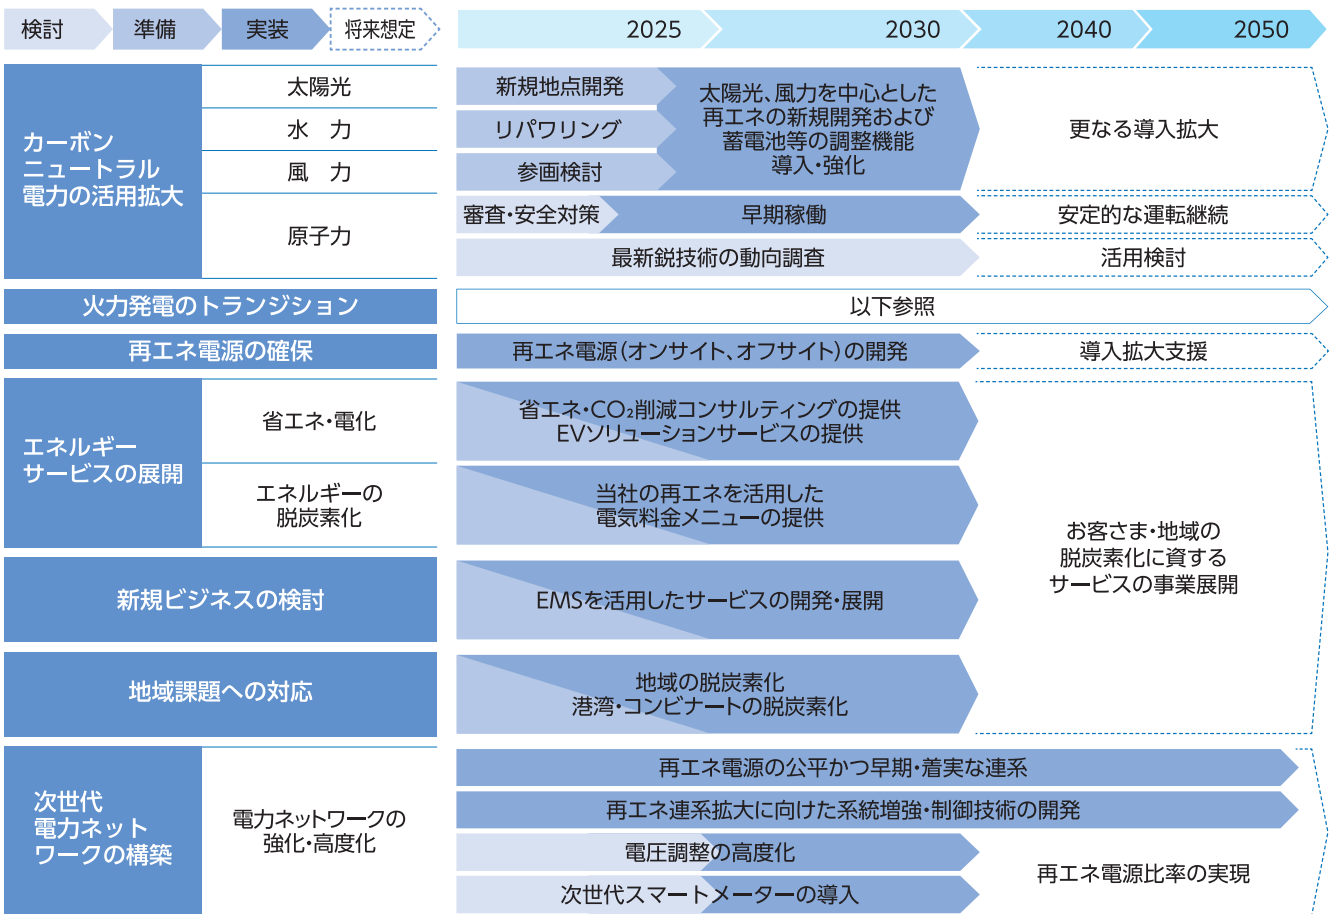 検討
準備
実装
将来想定
2025
2030
2040
2050
カーボン
ニュートラル
電力の活用拡大
太陽光
水　力
風　力
原子力
新規地点開発
リパワリング
参画検討
太陽光、風力を中心とした
再エネの新規開発および
蓄電池等の調整機能
導入・強化
更なる導入拡大
審査・安全対策
早期稼働
安定的な運転継続
最新鋭技術の動向調査
活用検討
火力発電のトランジション
以下参照
再エネ電源の確保
再エネ電源（オンサイト、オフサイト）の開発
導入拡大支援
エネルギー
サービスの展開
省エネ・電化
省エネ・CO₂削減コンサルティングの提供
EVソリューションサービスの提供
エネルギーの
脱炭素化
当社の再エネを活用した
電気料金メニューの提供
お客さま・地域の
脱炭素化に資する
サービスの事業展開
新規ビジネスの検討
EMSを活用したサービスの開発・展開
地域課題への対応
地域の脱炭素化
港湾・コンビナートの脱炭素化
次世代
電力ネット
ワークの構築
電力ネットワークの
強化・高度化
再エネ電源の公平かつ早期・着実な連系
再エネ連系拡大に向けた系統増強・制御技術の開発
電圧調整の高度化
次世代スマートメーターの導入
再エネ電源比率の実現